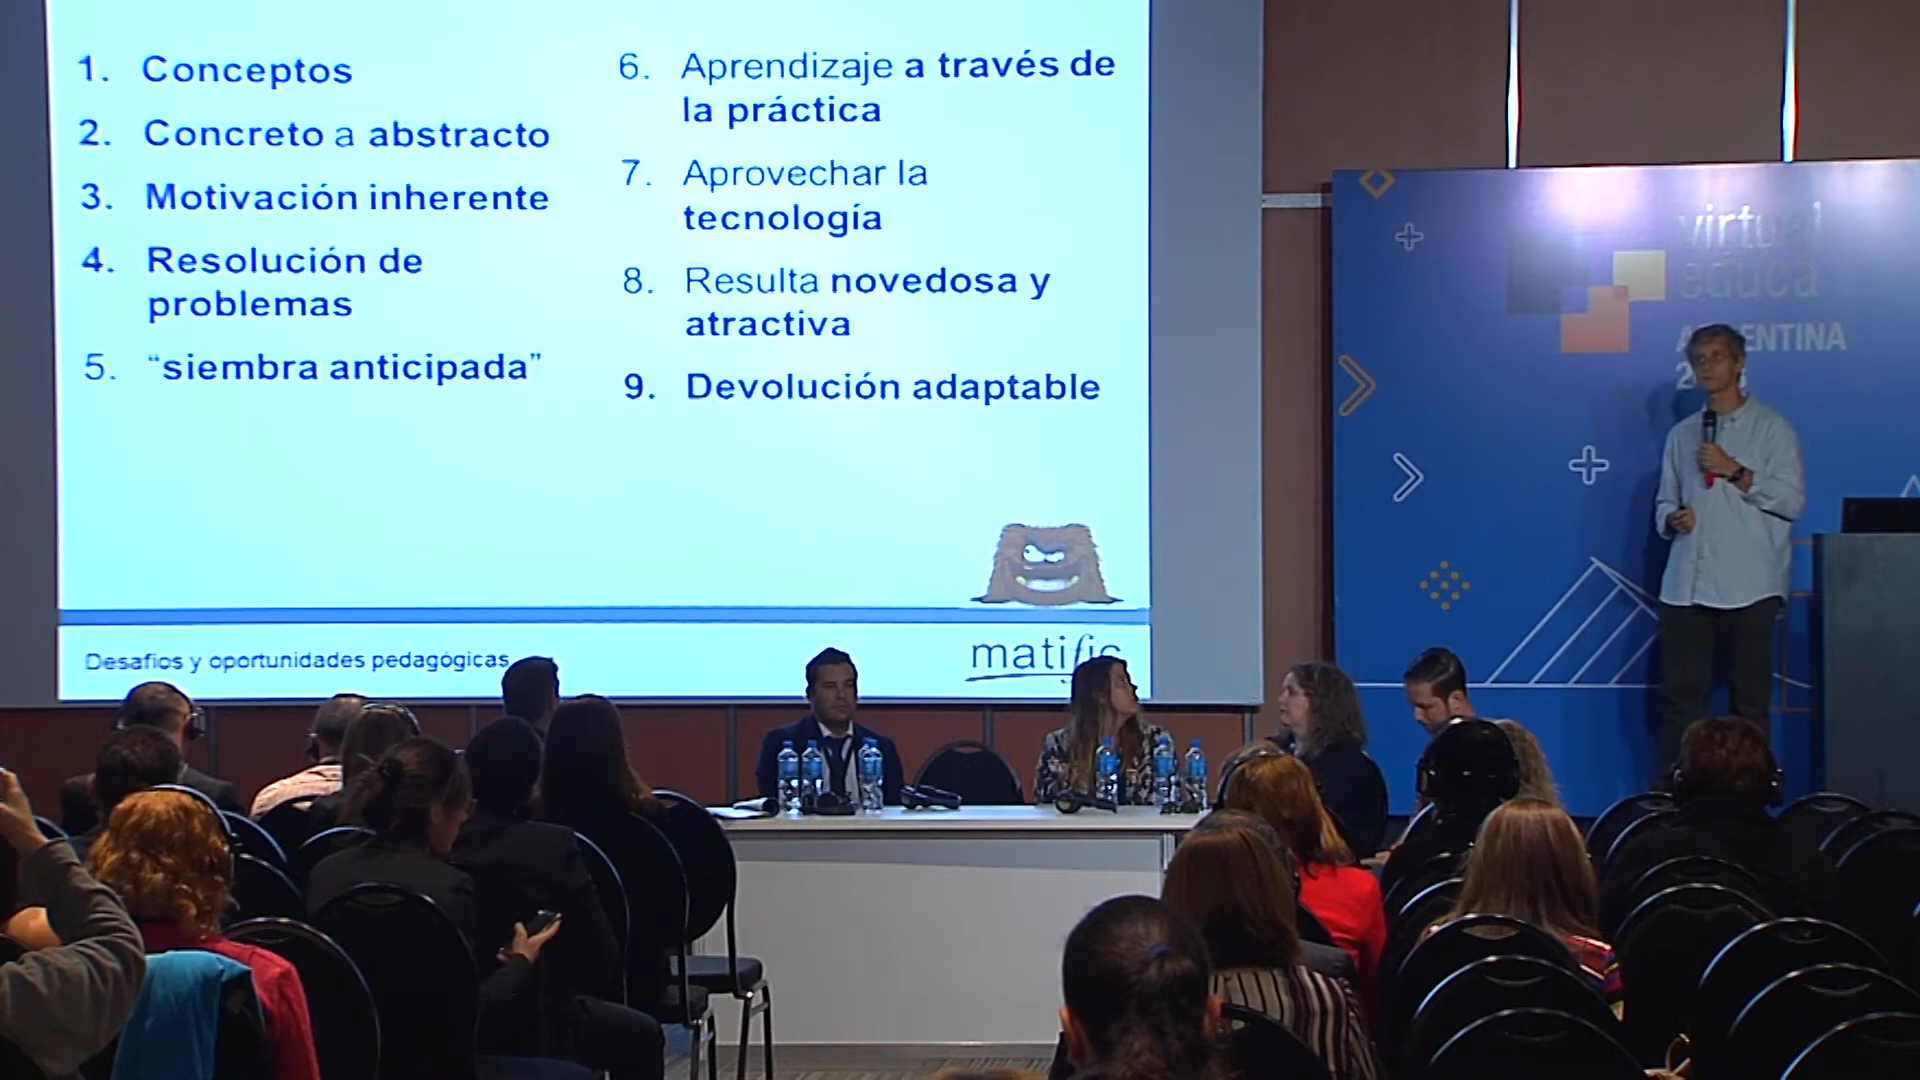 1. Conceptos
2. Concreto a abstracto
3. Motivación inherente
4. Resolución de
problemas
5. “siembra anticipada”
6. Aprendizaje a través de
la práctica
7. Aprovechar la
tecnología
8. Resulta novedosa y
atractiva
9. Devolución adaptable
Desafíos y oportunidades pedagógicas
matific
virtual
educa